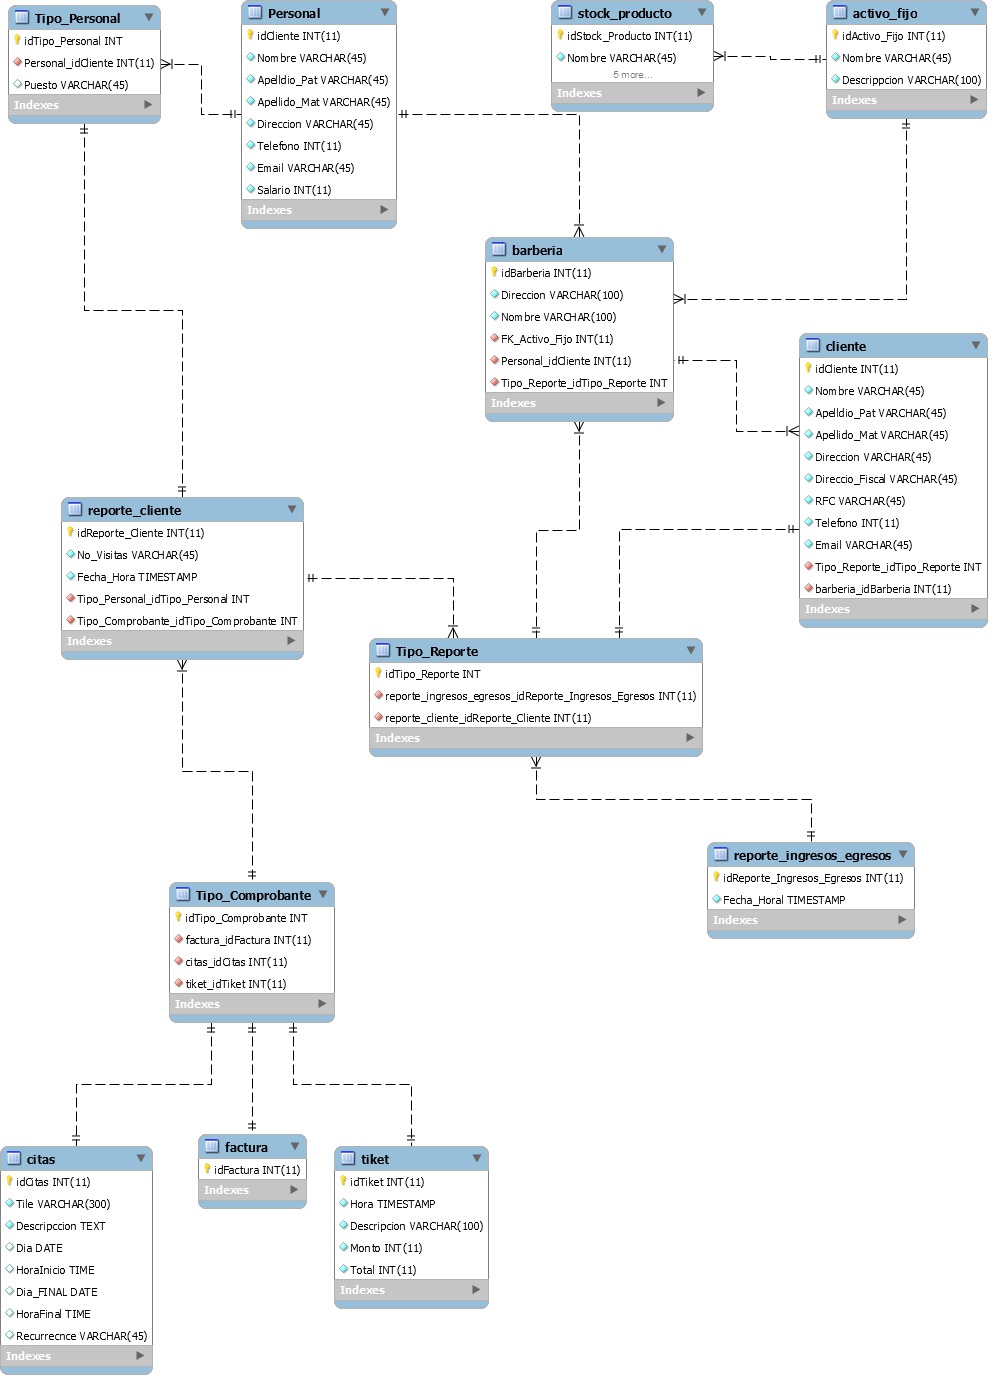 Tipo_Personal
idTipo_Personal INT
Personal_idCliente INT(11)
Puesto VARCHAR(45)
Indexes
Personal
idCliente INT(11)
Nombre VARCHAR(45)
Apelldio_Pat VARCHAR(45)
Apellido_Mat VARCHAR(45)
Direccion VARCHAR(45)
Telefono INT(11)
Email VARCHAR(45)
Salario INT(11)
Indexes
stock_producto
idStock_Producto INT(11)
Nombre VARCHAR(45)
5 more...
Indexes
activo_fijo
idActivo_Fijo INT(11)
Nombre VARCHAR(45)
Descrippcion VARCHAR(100)
Indexes
barberia
idBarberia INT(11)
Direccion VARCHAR(100)
Nombre VARCHAR(100)
FK_Activo_Fijo INT(11)
Personal_idCliente INT(11)
Tipo_Reporte_idTipo_Reporte INT
Indexes
cliente
idCliente INT(11)
Nombre VARCHAR(45)
Apelldio_Pat VARCHAR(45)
Apellido_Mat VARCHAR(45)
Direccion VARCHAR(45)
Direccio_Fiscal VARCHAR(45)
RFC VARCHAR(45)
Telefono INT(11)
Email VARCHAR(45)
Tipo_Reporte_idTipo_Reporte INT
barberia_idBarberia INT(11)
Indexes
reporte_cliente
idReporte_Cliente INT(11)
No_Visitas VARCHAR(45)
Fecha_Hora TIMESTAMP
Tipo_Personal_idTipo_Personal INT
Tipo_Comprobante_idTipo_Comprobante INT
Indexes
Tipo_Reporte
idTipo_Reporte INT
reporte_ingresos_egresos_idReporte_Ingresos_Egresos INT(11)
reporte_cliente_idReporte_Cliente INT(11)
Indexes
reporte_ingresos_egresos
idReporte_Ingresos_Egresos INT(11)
Fecha_Horal TIMESTAMP
Indexes
Tipo_Comprobante
idTipo_Comprobante INT
factura_idFactura INT(11)
citas_idCitas INT(11)
tiket_idTiket INT(11)
Indexes
citas
idCitas INT(11)
Tile VARCHAR(300)
Descripccion TEXT
Dia DATE
HoraInicio TIME
Dia_FINAL DATE
HoraFinal TIME
Recurrecnce VARCHAR(45)
Indexes
factura
idFactura INT(11)
Indexes
tiket
idTiket INT(11)
Hora TIMESTAMP
Descripcion VARCHAR(100)
Monto INT(11)
Total INT(11)
Indexes